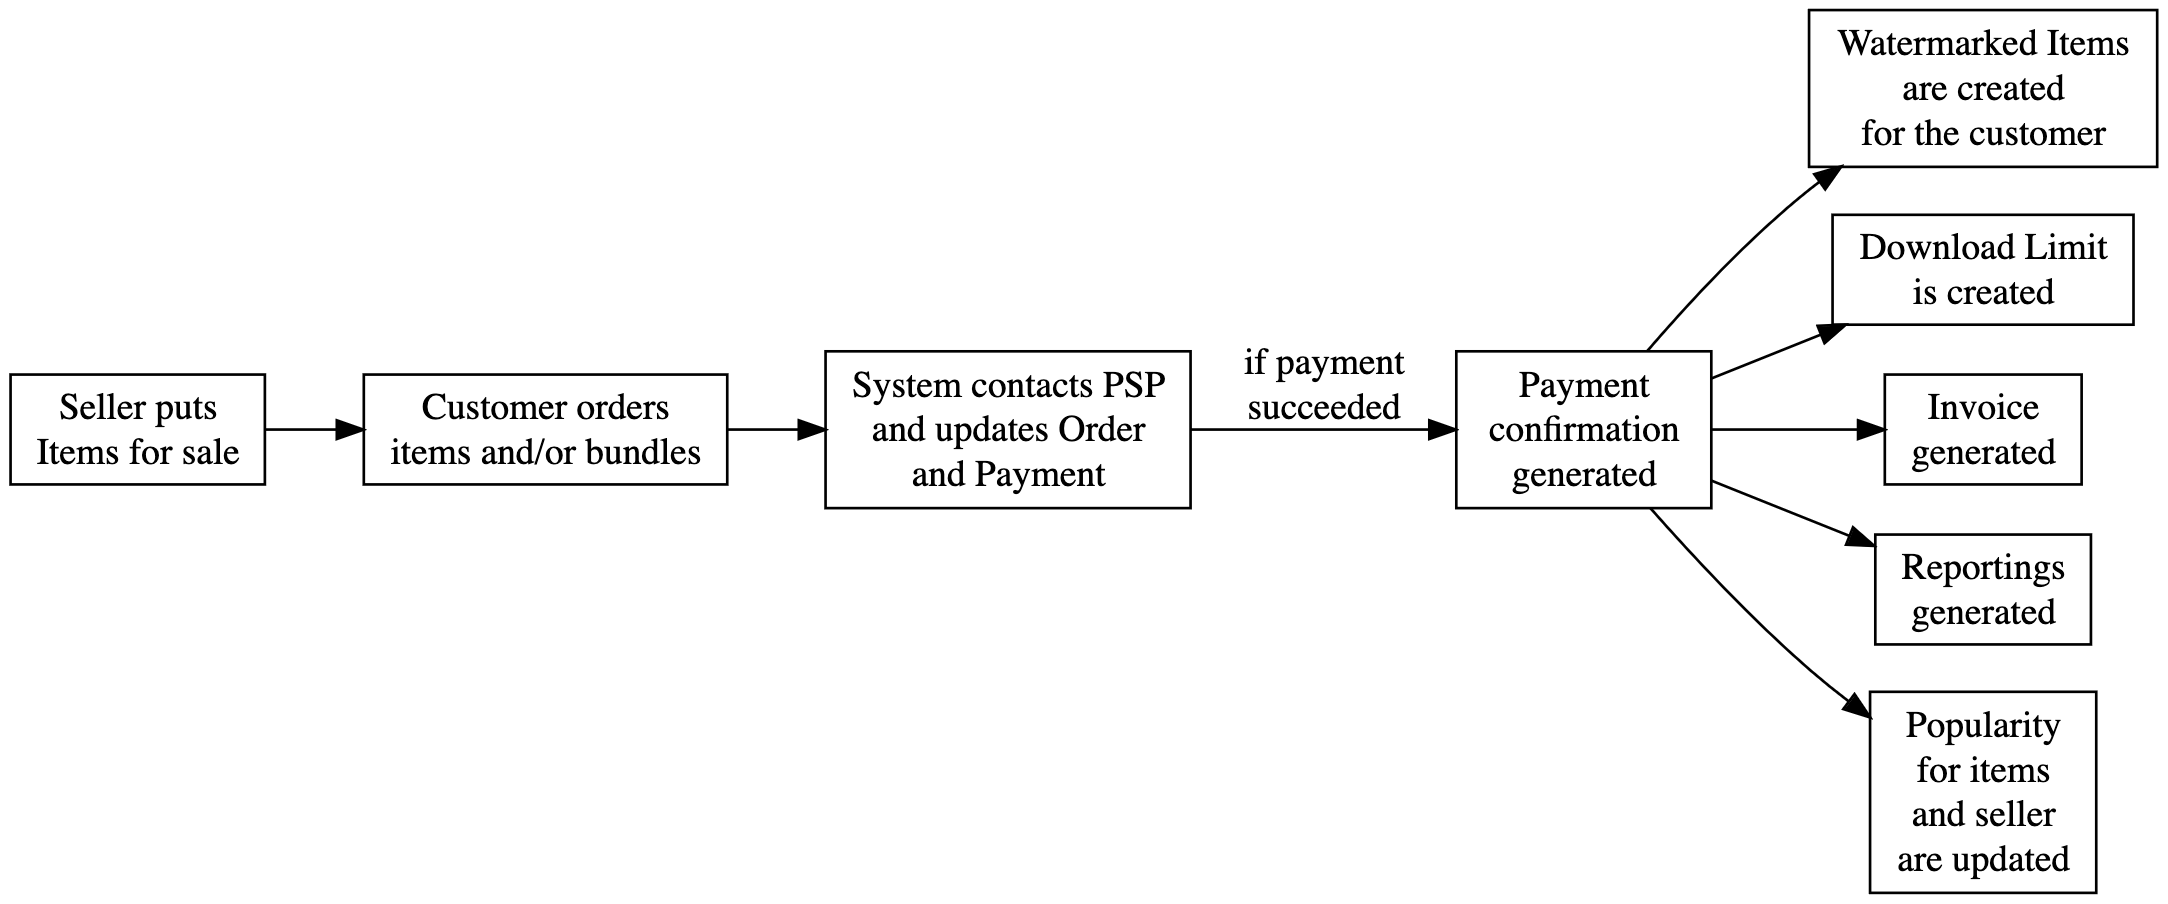 Seller puts
Items for sale
Customer orders
items and/or bundles
System contacts PSP
and updates Order
and Payment
if payment
succeeded
Payment
confirmation
generated
Watermarked Items
are created
for the customer
Download Limit
is created
Invoice
generated
Reportings
generated
Popularity
for items
and seller
are updated